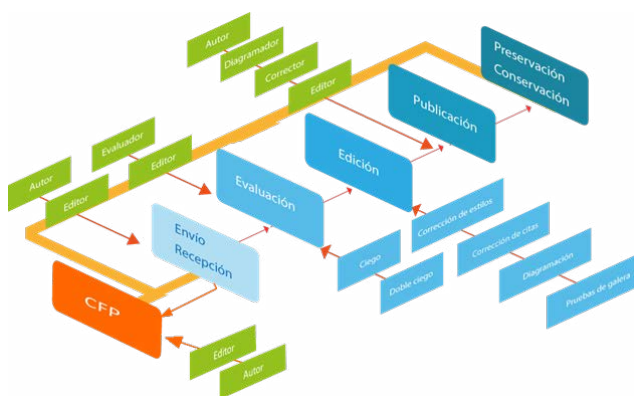 Autor
Diagramador
Corrector
Editor
Preservación
Conservación
Publicación
Edición
Evaluador
Editor
Autor
Editor
Evaluación
Envío
Recepción
Corrección de estilos
Corrección de citas
Diagramación
Pruebas de galera
Ciego
Doble ciego
CFP
Editor
Autor